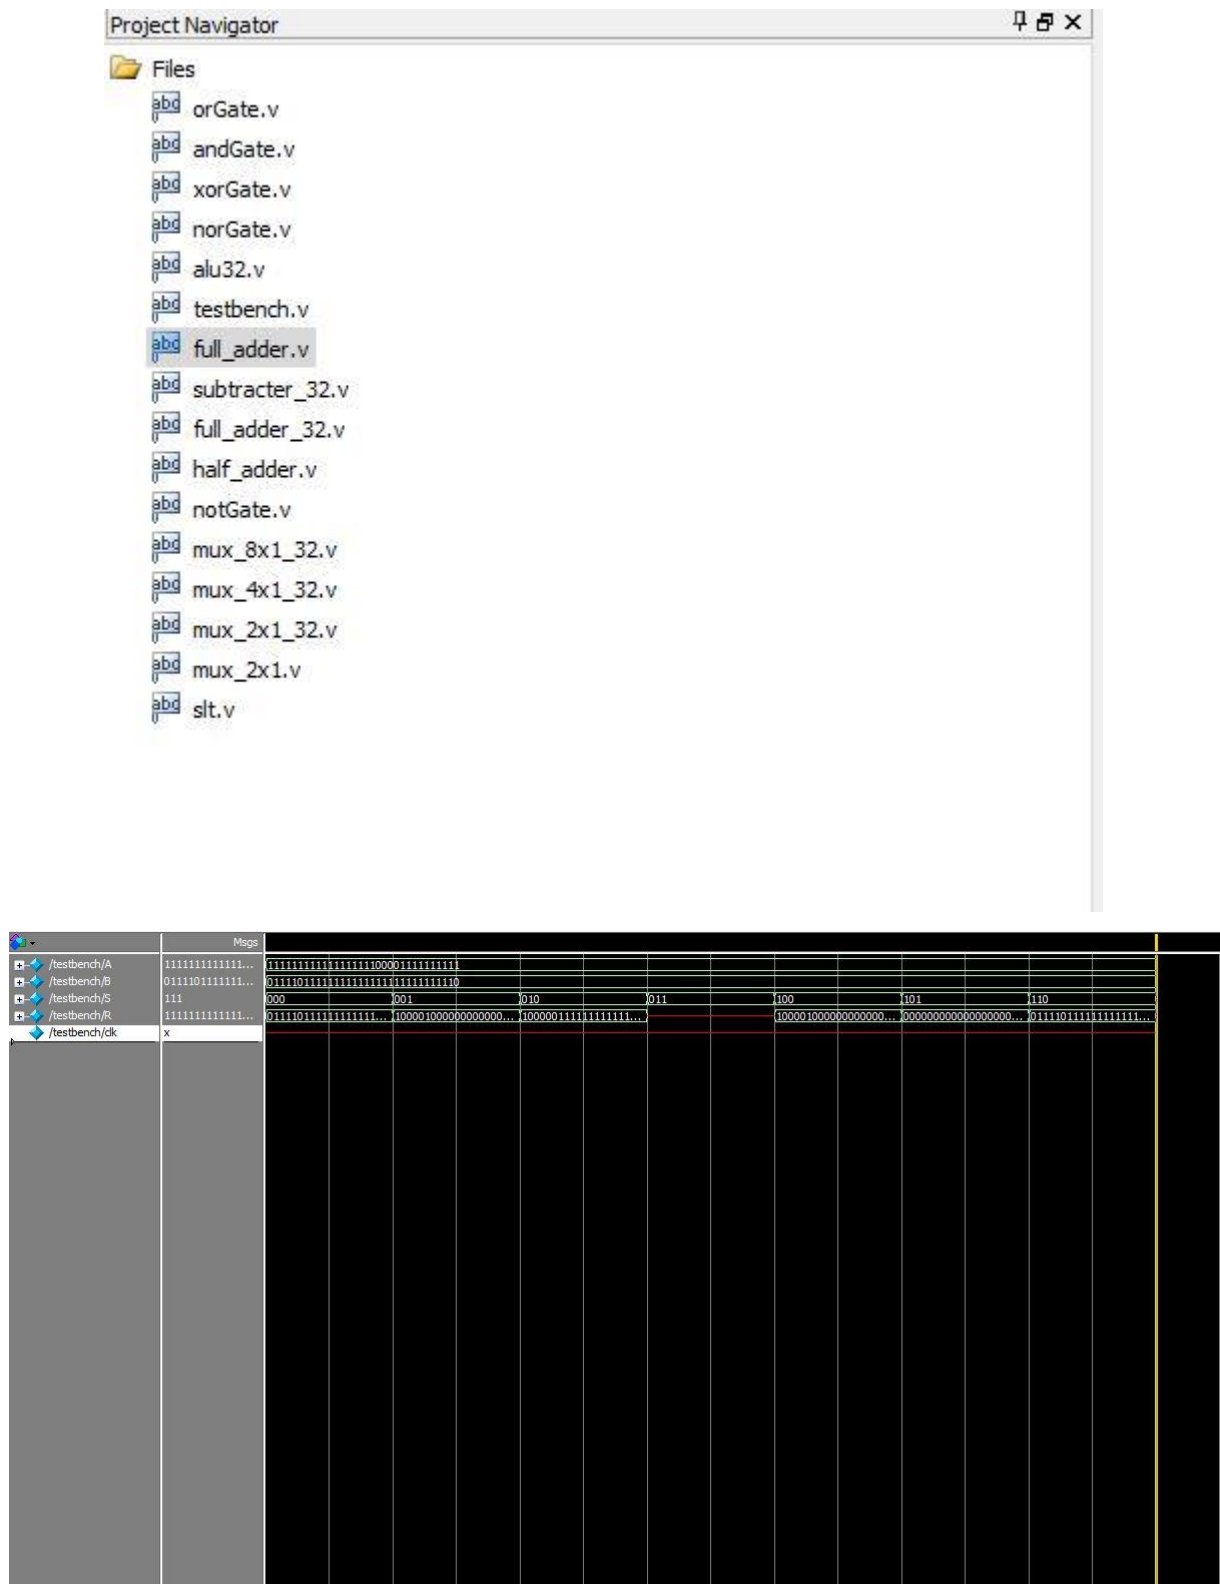 Project Navigator
Files
orGate.v
andGate.v
xorGate.v
norGate.v
alu32.v
testbench.v
full_adder.v
subtracter_32.v
full_adder_32.v
half_adder.v
notGate.v
mux_8x1_32.v
mux_4x1_32.v
mux_2x1_32.v
mux_2x1.v
slt.v
Msgs
/testbench/A
/testbench/B
/testbench/S 111 000 001 010 011 100 101 110
/testbench/R
/testbench/clk x